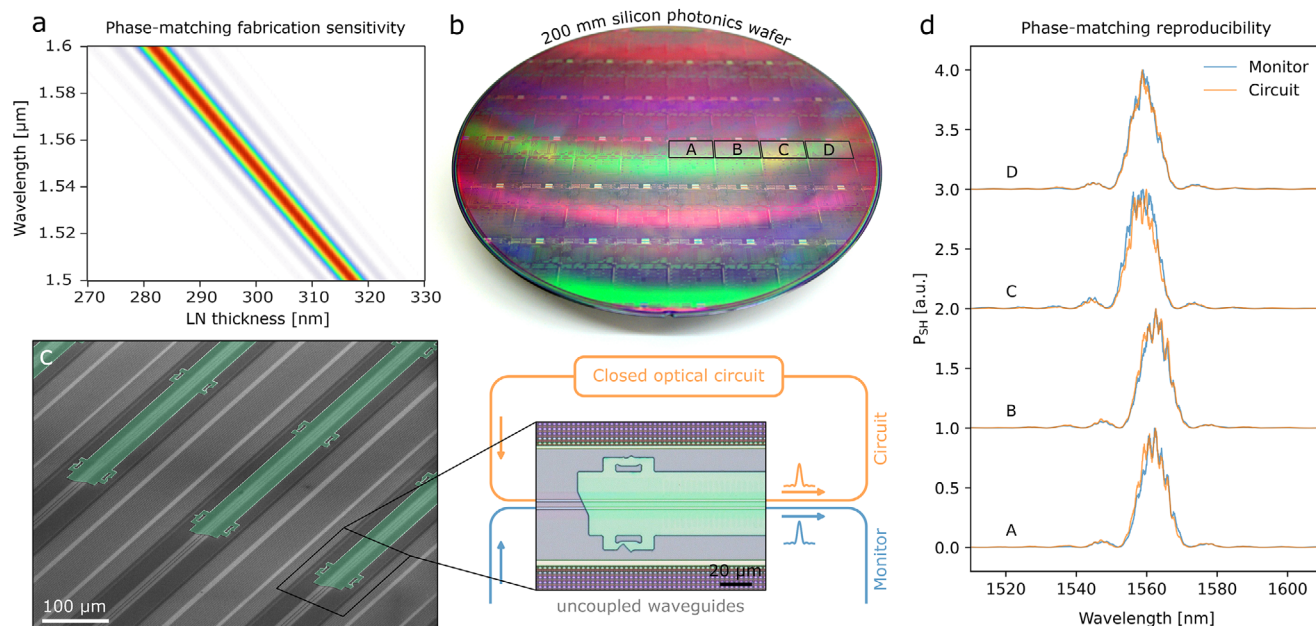 a
Phase-matching fabrication sensitivity
Wavelength [µm]
1.6
1.58
1.56
1.54
1.52
1.5
270 280 290 300 310 320 330
LN thickness [nm]
b
200 mm silicon photonics wafer
A B C D
c
100 µm
Closed optical circuit
Circuit
Monitor
20 µm
uncoupled waveguides
d
Phase-matching reproducibility
Monitor
Circuit
P_SH [a.u.]
4.0
3.5
D
3.0
2.5
C
2.0
1.5
B
1.0
0.5
A
0.0
1520 1540 1560 1580 1600
Wavelength [nm]